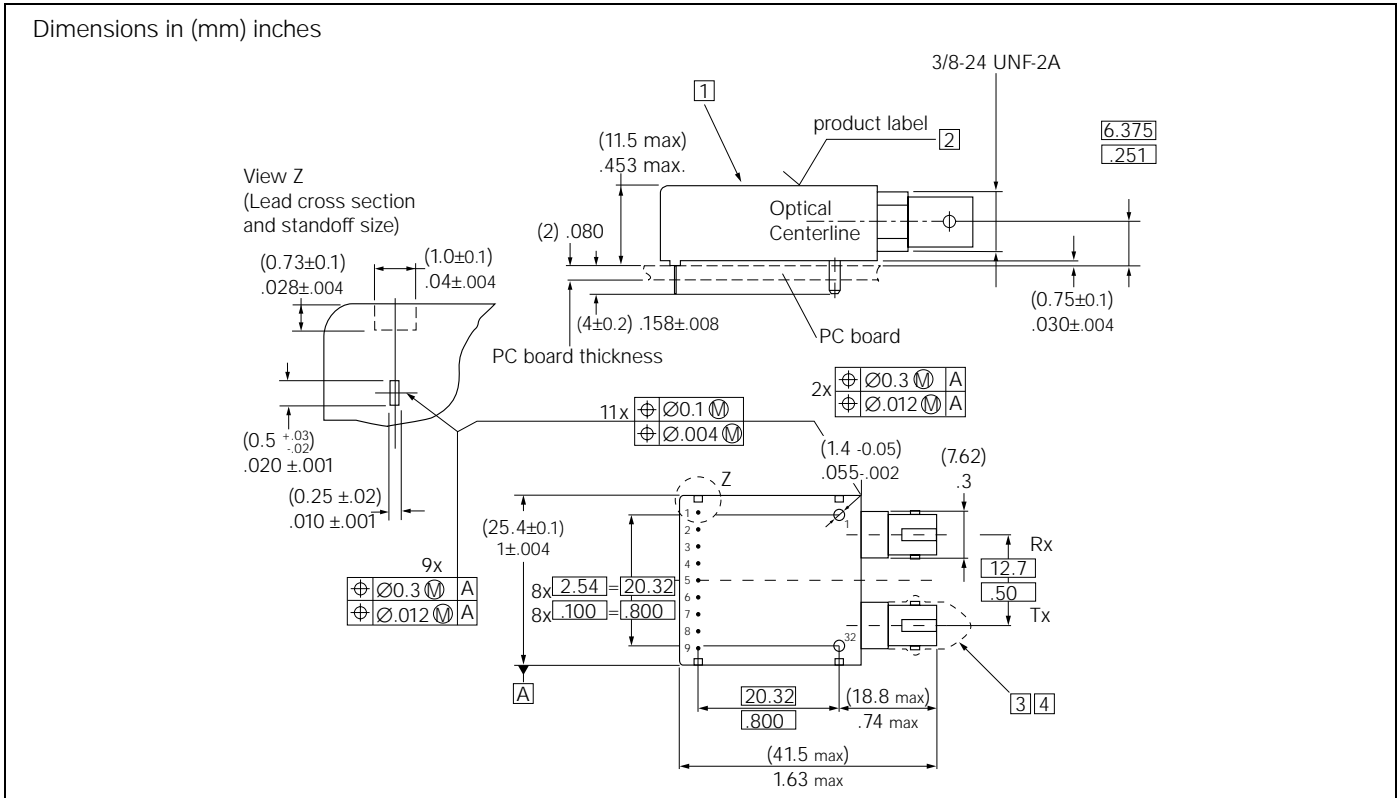 Dimensions in (mm) inches
3/8-24 UNF-2A
1
product label
2
6.375
.251
(11.5 max)
.453 max.
View Z
(Lead cross section
and standoff size)
Optical
Centerline
(2) .080
(0.73±0.1)
.028±.004
(1.0±0.1)
.04±.004
(0.75±0.1)
.030±.004
(4±0.2) .158±.008
PC board
PC board thickness
2x
⌖ Ø0.3 Ⓜ A
⌖ Ø.012 Ⓜ A
11x
⌖ Ø0.1 Ⓜ
⌖ Ø.004 Ⓜ
(0.5 +.03 -.02)
.020 ±.001
(1.4 -0.05)
.055-.002
(7.62)
.3
(0.25 ±.02)
.010 ±.001
Z
(25.4±0.1)
1±.004
1
2
3
4
5
6
7
8
9
1
32
Rx
12.7
.50
Tx
9x
⌖ Ø0.3 Ⓜ A
⌖ Ø.012 Ⓜ A
8x 2.54 = 20.32
8x .100 = .800
A
20.32
.800
(18.8 max)
.74 max
3 4
(41.5 max)
1.63 max